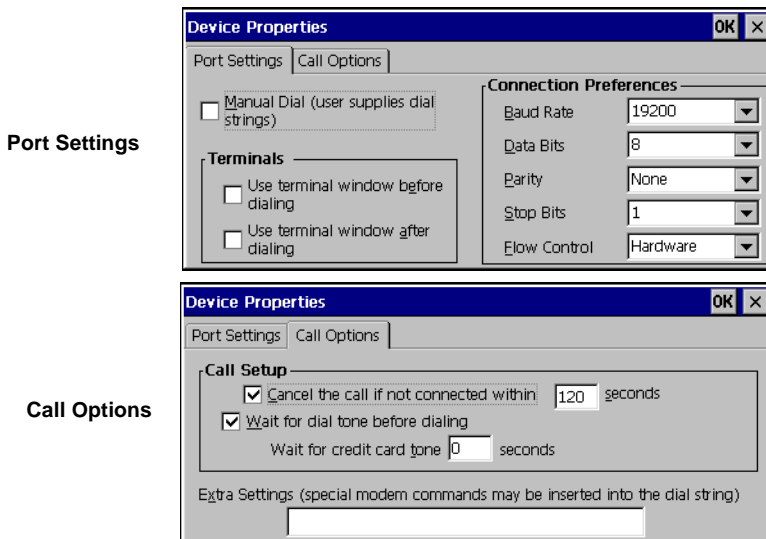 Port Settings
Device Properties
OK ×
Port Settings
Call Options
Manual Dial (user supplies dial
strings)
Terminals
Use terminal window before
dialing
Use terminal window after
dialing
Connection Preferences
Baud Rate 19200
Data Bits 8
Parity None
Stop Bits 1
Flow Control Hardware
Call Options
Device Properties
OK ×
Port Settings
Call Options
Call Setup
Cancel the call if not connected within 120 seconds
Wait for dial tone before dialing
Wait for credit card tone 0 seconds
Extra Settings (special modem commands may be inserted into the dial string)